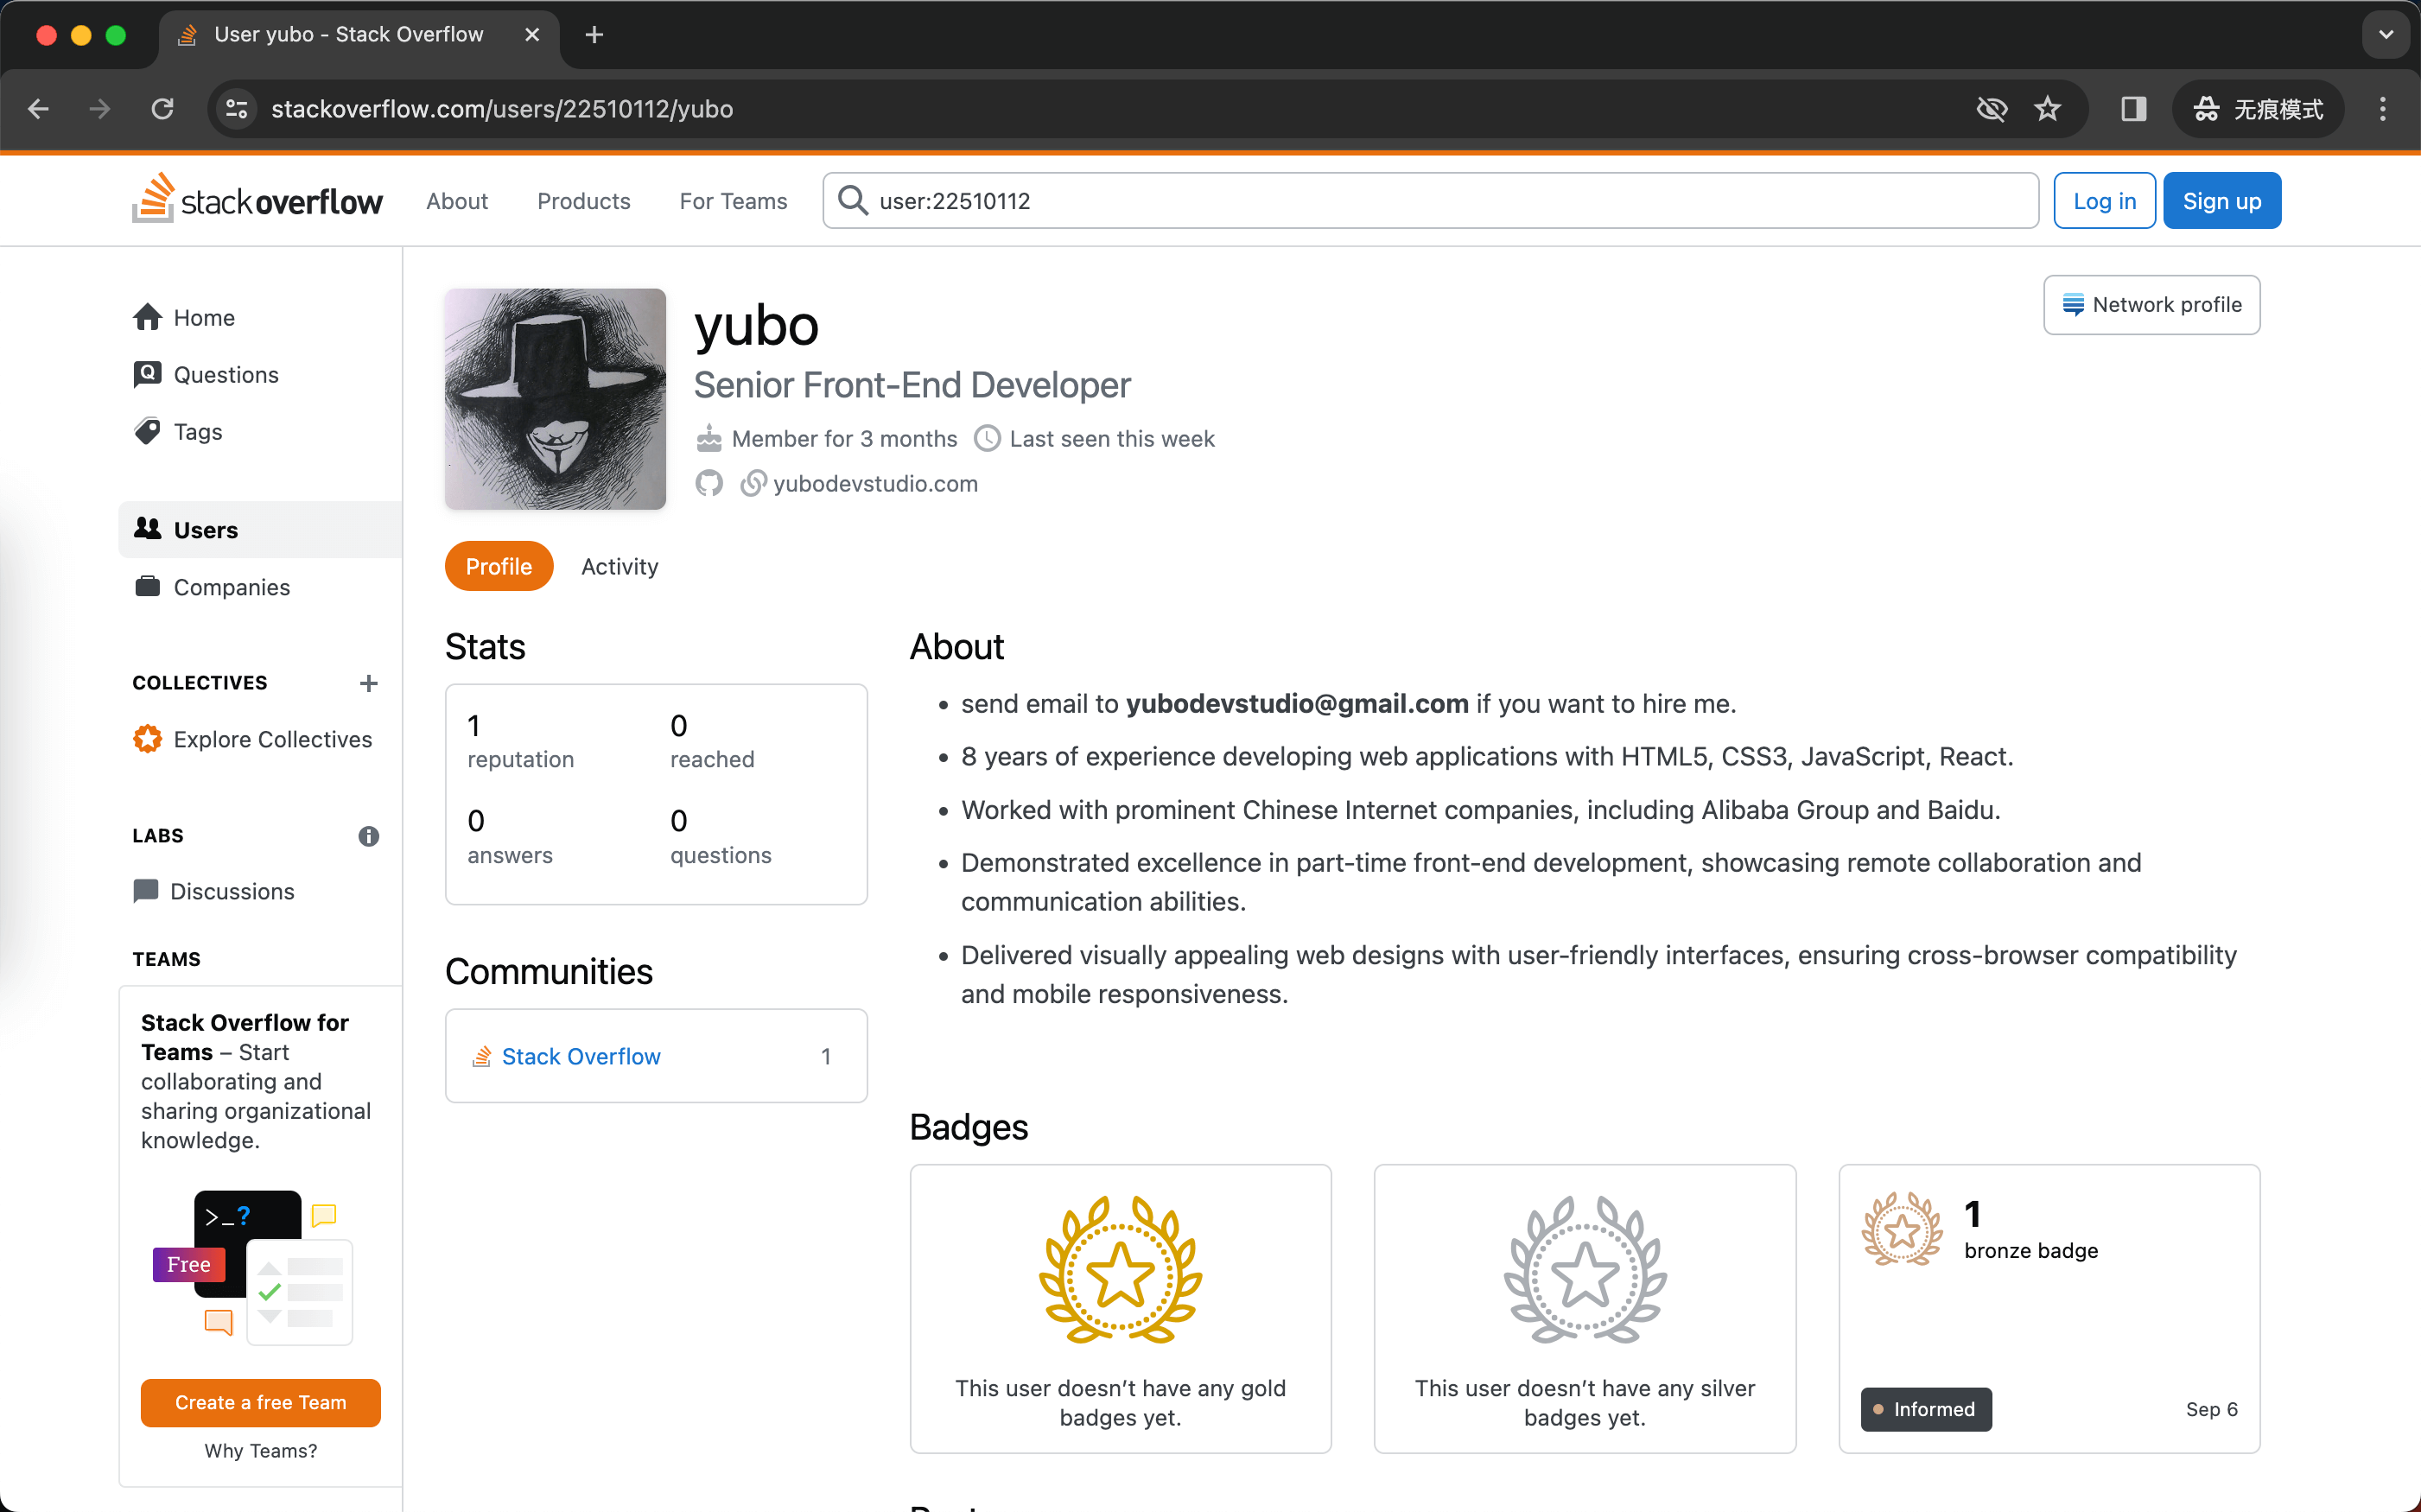 User yubo - Stack Overflow
stackoverflow.com/users/22510112/yubo
无痕模式
stackoverflow
About
Products
For Teams
user:22510112
Log in
Sign up
Home
Questions
Tags
Users
Companies
COLLECTIVES
Explore Collectives
LABS
Discussions
TEAMS
Stack Overflow for
Teams – Start
collaborating and
sharing organizational
knowledge.
>_?
Free
Create a free Team
Why Teams?
yubo
Senior Front-End Developer
Member for 3 months
Last seen this week
yubodevstudio.com
Network profile
Profile
Activity
Stats
1
reputation
0
reached
0
answers
0
questions
Communities
Stack Overflow
1
About
send email to yubodevstudio@gmail.com if you want to hire me.
8 years of experience developing web applications with HTML5, CSS3, JavaScript, React.
Worked with prominent Chinese Internet companies, including Alibaba Group and Baidu.
Demonstrated excellence in part-time front-end development, showcasing remote collaboration and
communication abilities.
Delivered visually appealing web designs with user-friendly interfaces, ensuring cross-browser compatibility
and mobile responsiveness.
Badges
This user doesn’t have any gold
badges yet.
This user doesn’t have any silver
badges yet.
1
bronze badge
Informed
Sep 6